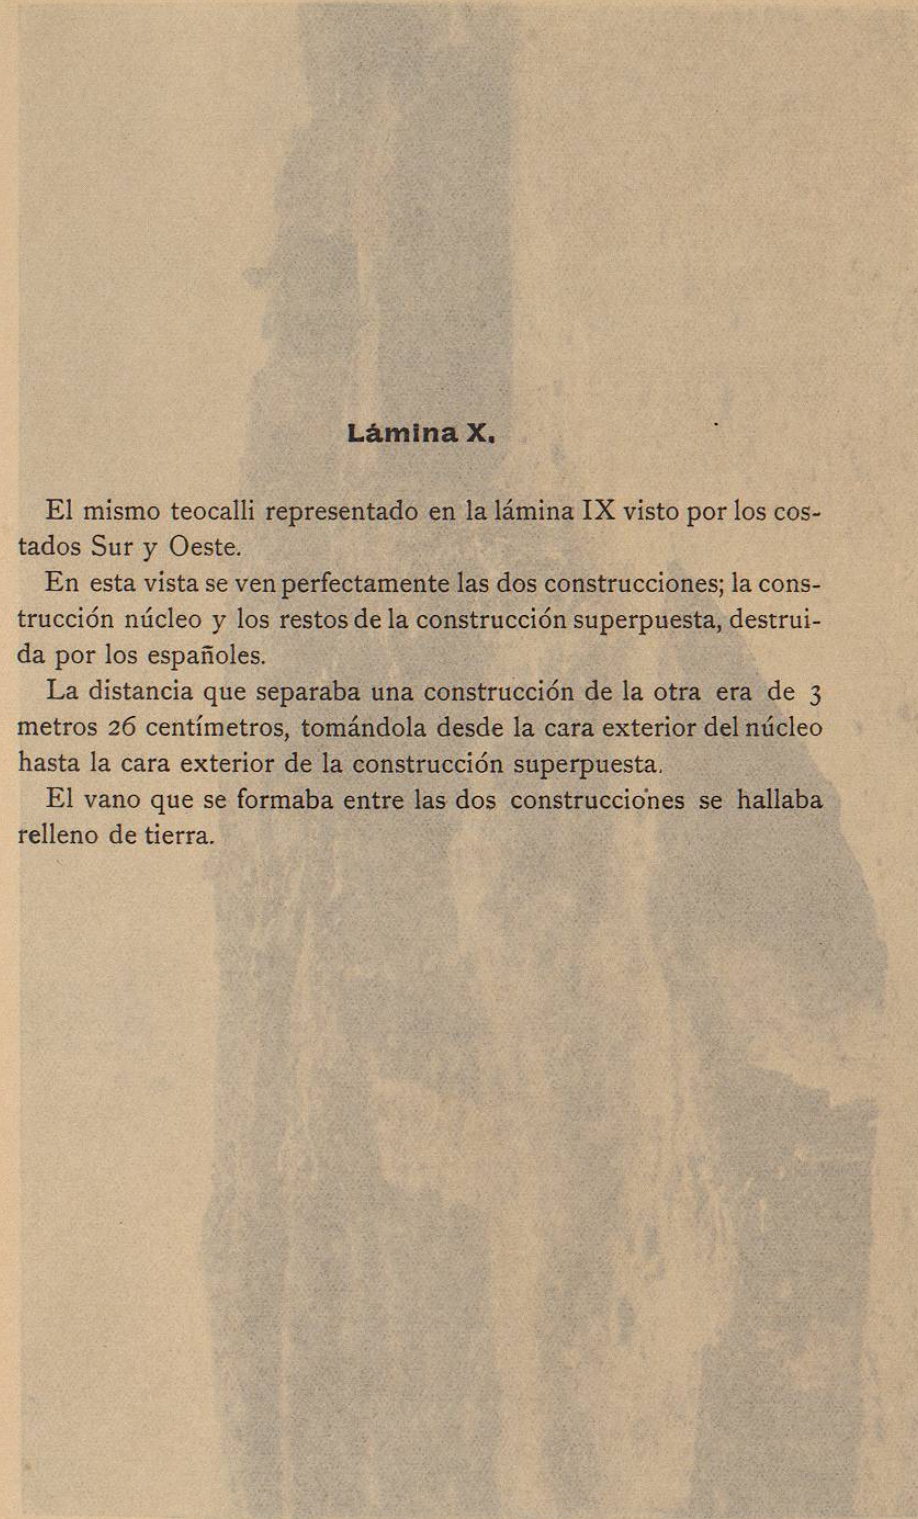 Lámina X.
El mismo teocalli representado en la lámina IX visto por los cos-
tados Sur y Oeste.
En esta vista se ven perfectamente las dos construcciones; la cons-
trucción núcleo y los restos de la construcción superpuesta, destrui-
da por los españoles.
La distancia que separaba una construcción de la otra era de 3
metros 26 centímetros, tomándola desde la cara exterior del núcleo
hasta la cara exterior de la construcción superpuesta.
El vano que se formaba entre las dos construcciones se hallaba
relleno de tierra.